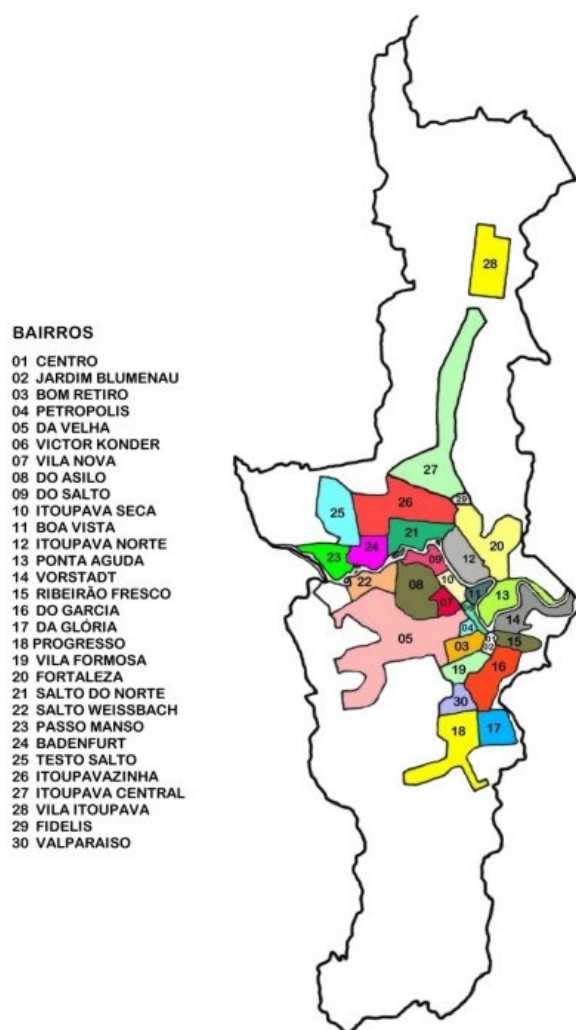 BAIRROS
01 CENTRO
02 JARDIM BLUMENAU
03 BOM RETIRO
04 PETROPOLIS
05 DA VELHA
06 VICTOR KONDER
07 VILA NOVA
08 DO ASILO
09 DO SALTO
10 ITOUPAVA SECA
11 BOA VISTA
12 ITOUPAVA NORTE
13 PONTA AGUDA
14 VORSTADT
15 RIBEIRÃO FRESCO
16 DO GARCIA
17 DA GLÓRIA
18 PROGRESSO
19 VILA FORMOSA
20 FORTALEZA
21 SALTO DO NORTE
22 SALTO WEISSBACH
23 PASSO MANSO
24 BADENFURT
25 TESTO SALTO
26 ITOUPAVAZINHA
27 ITOUPAVA CENTRAL
28 VILA ITOUPAVA
29 FIDELIS
30 VALPARAISO
28
27
29
26
25
21
20
24
23
09
12
22
08
10
11
13
07
04
14
05
01
02
15
03
19
16
30
18
17